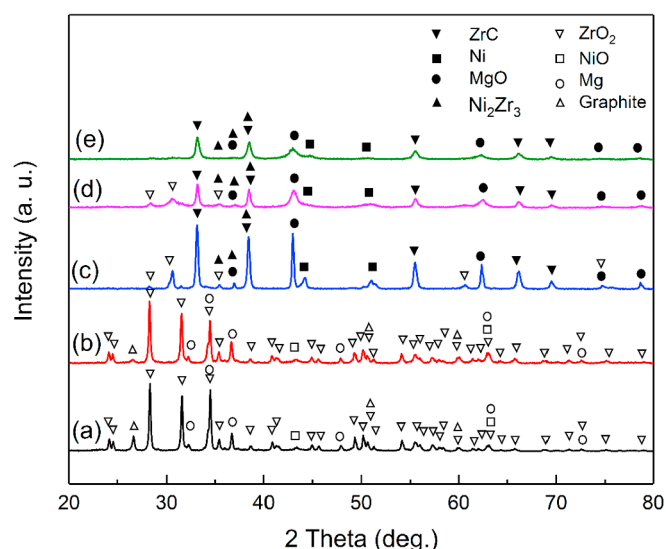 ZrC ZrO₂
Ni NiO
MgO Mg
Ni₂Zr₃ Graphite
(e)
(d)
(c)
(b)
(a)
Intensity (a. u.)
20 30 40 50 60 70 80
2 Theta (deg.)